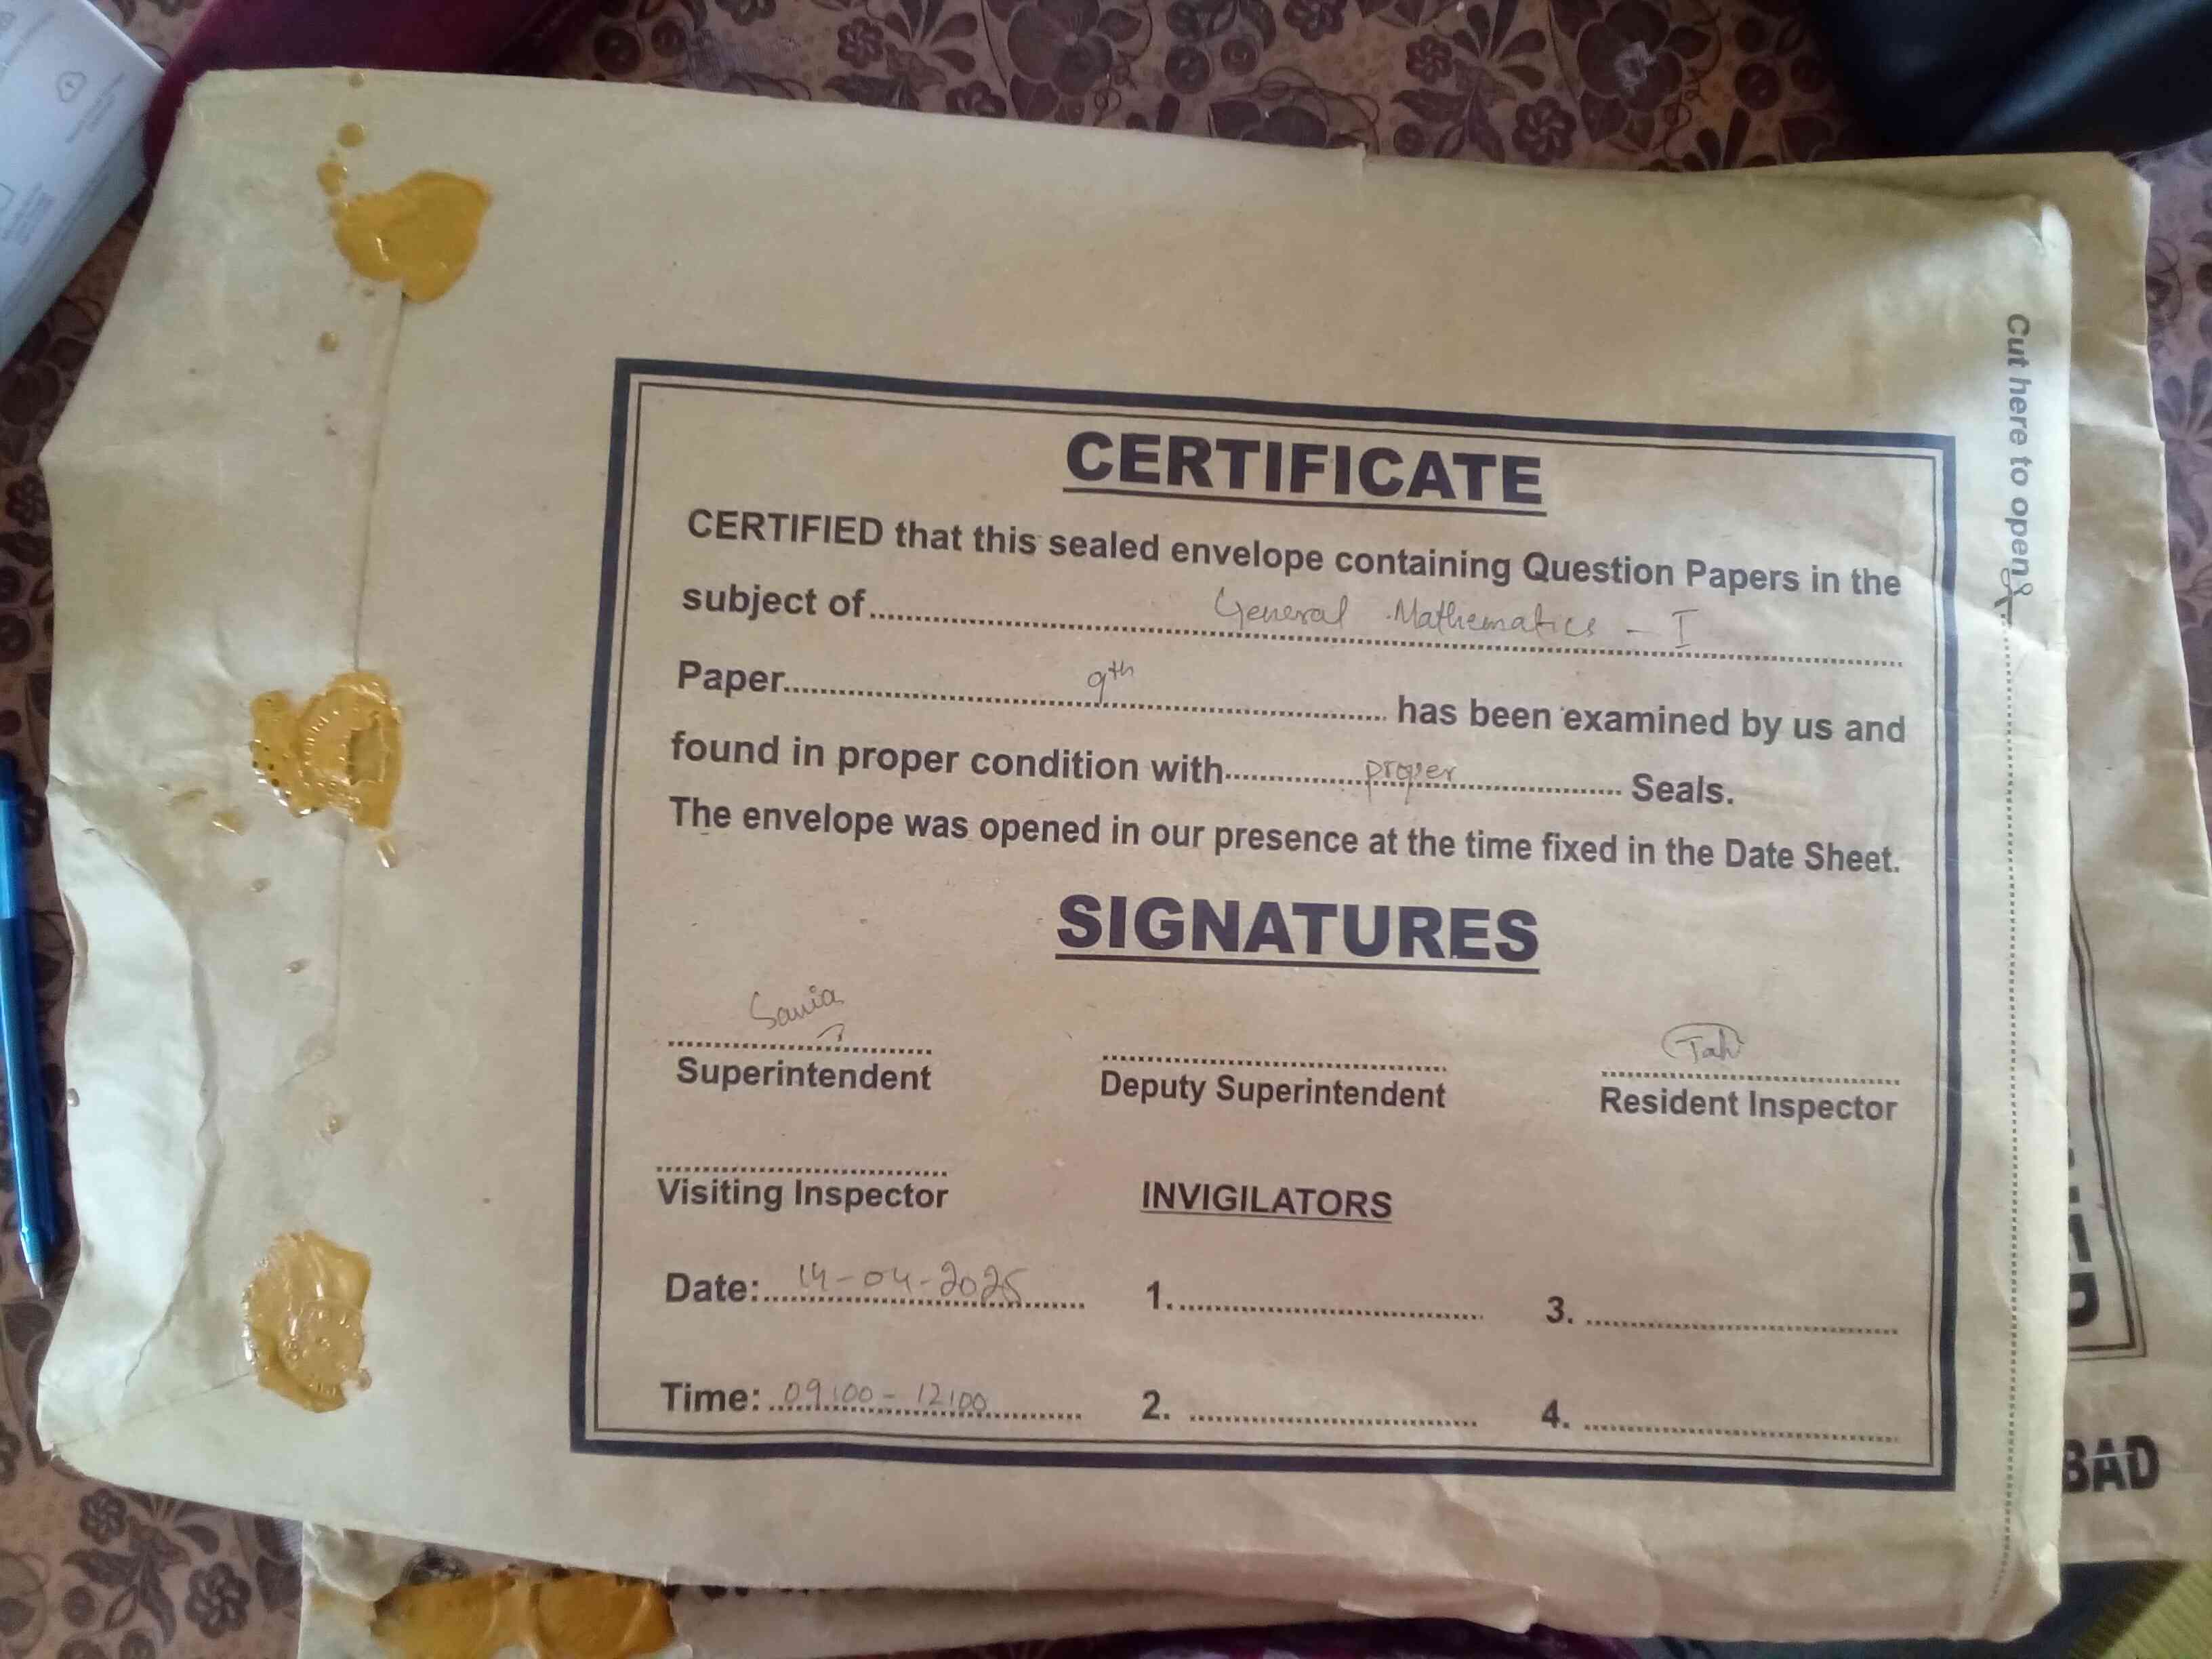 CERTIFICATE
CERTIFIED that this sealed envelope containing Question Papers in the
subject of General Mathematics - I
Paper 9th has been examined by us and
found in proper condition with proper Seals.
The envelope was opened in our presence at the time fixed in the Date Sheet.
SIGNATURES
Sania
Superintendent
Deputy Superintendent
Tah
Resident Inspector
Visiting Inspector
INVIGILATORS
Date: 14-04-2025
1.
3.
Time: 09:00 - 12:00
2.
4.
Cut here to open
BAD